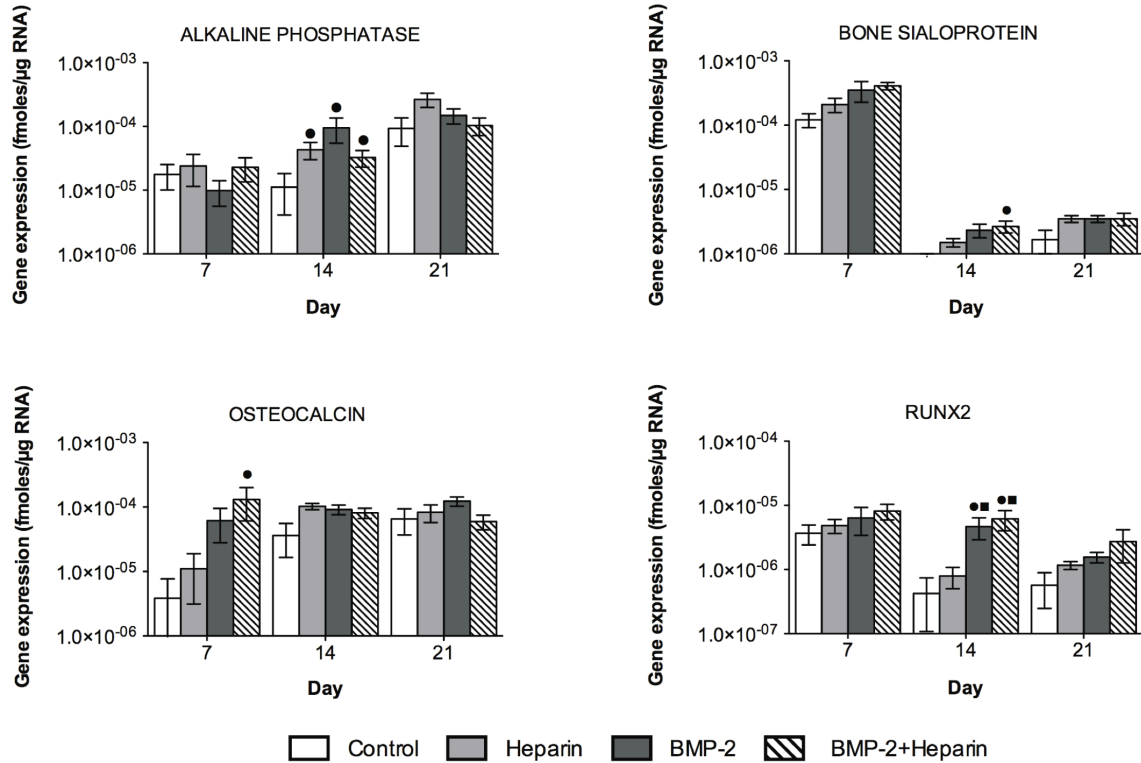 ALKALINE PHOSPHATASE
Gene expression (fmoles/µg RNA)
1.0×10⁻⁰³
1.0×10⁻⁰⁴
1.0×10⁻⁰⁵
1.0×10⁻⁰⁶
7 14 21
Day
BONE SIALOPROTEIN
Gene expression (fmoles/µg RNA)
1.0×10⁻⁰³
1.0×10⁻⁰⁴
1.0×10⁻⁰⁵
1.0×10⁻⁰⁶
7 14 21
Day
OSTEOCALCIN
Gene expression (fmoles/µg RNA)
1.0×10⁻⁰³
1.0×10⁻⁰⁴
1.0×10⁻⁰⁵
1.0×10⁻⁰⁶
7 14 21
Day
RUNX2
Gene expression (fmoles/µg RNA)
1.0×10⁻⁰⁴
1.0×10⁻⁰⁵
1.0×10⁻⁰⁶
1.0×10⁻⁰⁷
7 14 21
Day
Control Heparin BMP-2 BMP-2+Heparin